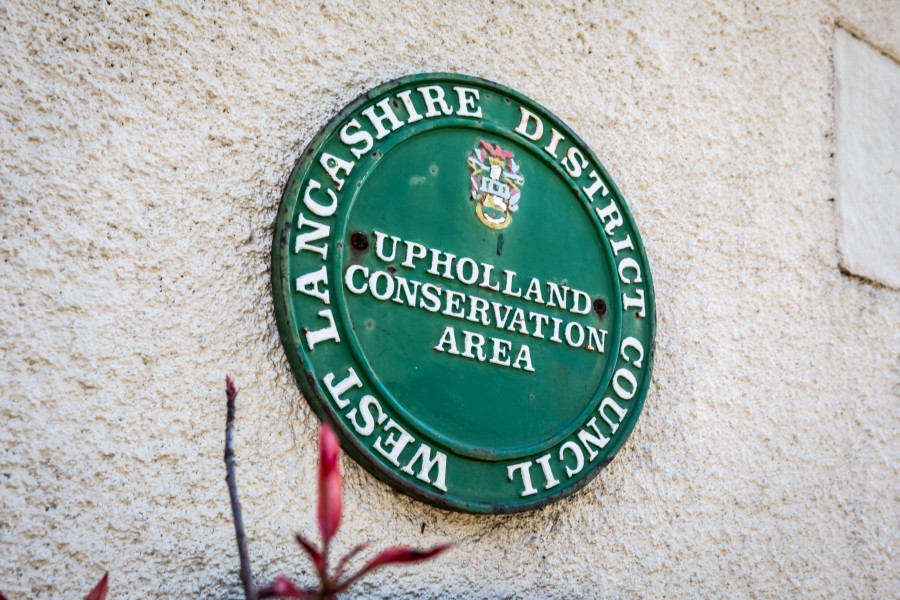 WEST LANCASHIRE DISTRICT COUNCIL
UPHOLLAND
CONSERVATION
AREA